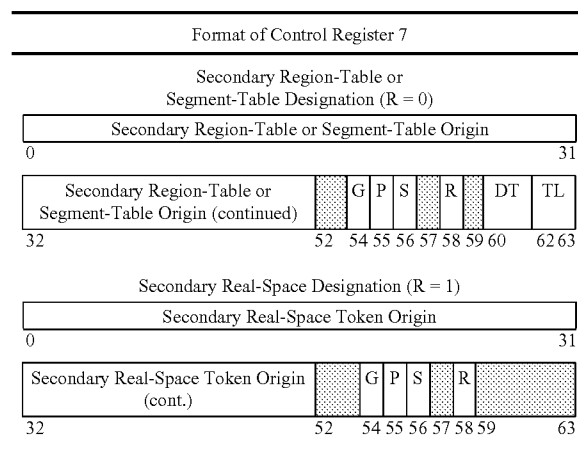 Format of Control Register 7
Secondary Region-Table or
Segment-Table Designation (R = 0)
Secondary Region-Table or Segment-Table Origin
0 31
Secondary Region-Table or
Segment-Table Origin (continued)
G P S R DT TL
32 52 54 55 56 57 58 59 60 62 63
Secondary Real-Space Designation (R = 1)
Secondary Real-Space Token Origin
0 31
Secondary Real-Space Token Origin
(cont.)
G P S R
32 52 54 55 56 57 58 59 63